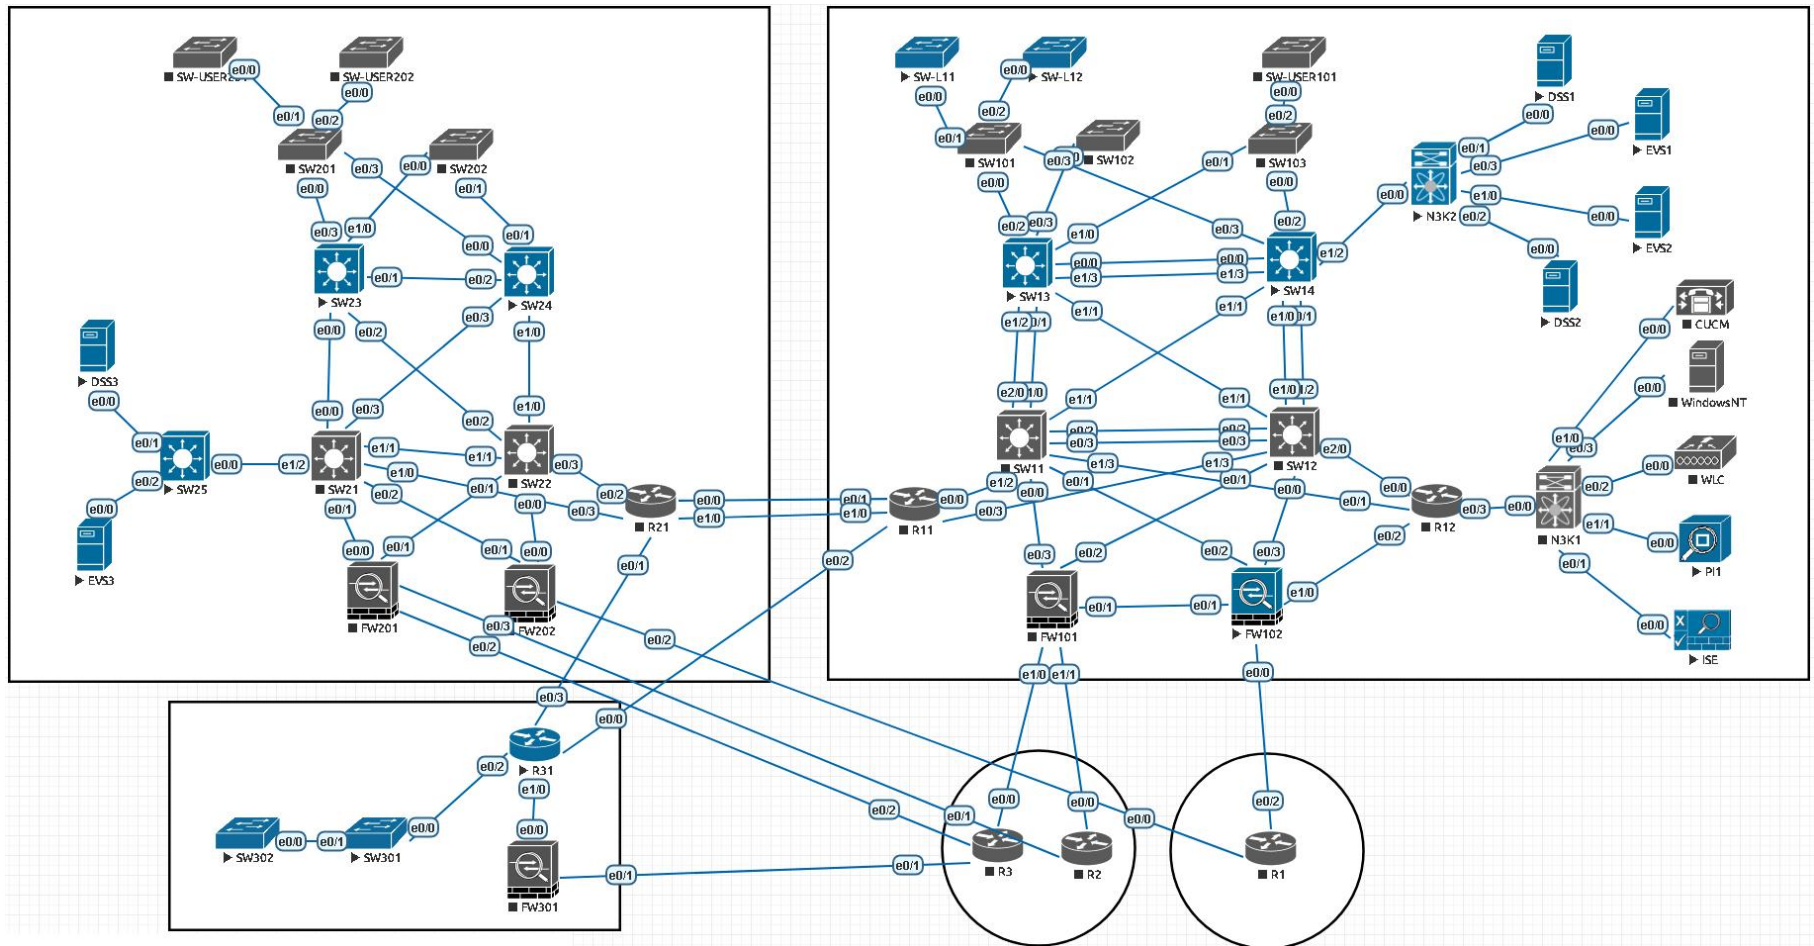 SW-USER202
SW-L11
SW-L12
SW-USER101
DSS1
EVS1
e0/0
e0/0
e0/0
e0/0
e0/0
e0/1
e0/2
e0/1
e0/2
e0/2
e0/0
e0/0
SW201
SW202
SW101
SW102
SW103
e0/3
e0/0
e0/3
e0/1
e0/1
e0/3
e0/0
e0/1
e0/0
e0/0
e0/0
e1/0
e0/2
e0/0
N3K2
EVS2
e0/3
e1/0
e0/0
e0/1
e0/2
e0/3
e1/0
e0/3
e0/2
e0/0
SW23
e0/1
e0/2
SW24
SW13
e0/0
e1/3
e0/0
e1/3
SW14
e1/2
DSS2
e0/0
e0/2
e0/3
e1/0
e1/2
e1/1
e1/1
e1/0
e0/0
CUCM
DSS3
e0/0
WindowsNT
e0/0
e0/0
e0/3
e0/2
e1/0
e2/0
e1/1
e1/1
e1/0
e0/1
e0/0
e1/2
SW21
e1/1
e1/1
SW22
e0/3
SW11
e0/3
e0/3
SW12
e2/0
e1/0
e0/0
WLC
SW25
e0/2
e0/0
EVS3
e0/1
e0/2
e1/0
e0/1
e0/0
e0/3
e0/2
R21
e0/0
e1/0
e0/1
e1/0
R11
e0/0
e0/3
e1/2
e0/0
e1/3
e0/1
e1/3
e0/1
e0/0
e0/1
e0/0
R12
e0/3
e0/0
N3K1
e0/2
e1/1
e0/0
PI1
e0/0
e0/1
e0/1
e0/0
e0/1
e0/2
e0/3
e0/2
e0/2
e0/3
e0/2
e1/0
e0/1
e0/1
FW201
FW202
e0/3
e0/2
e0/2
FW101
FW102
e1/0
e0/0
ISE
e0/3
e0/0
e1/0
e1/1
e0/0
R31
e0/2
e1/0
e0/0
e0/0
e0/1
e0/0
SW302
SW301
FW301
e0/1
e0/1
e0/2
e0/1
e0/0
e0/0
e0/0
e0/2
R3
R2
R1